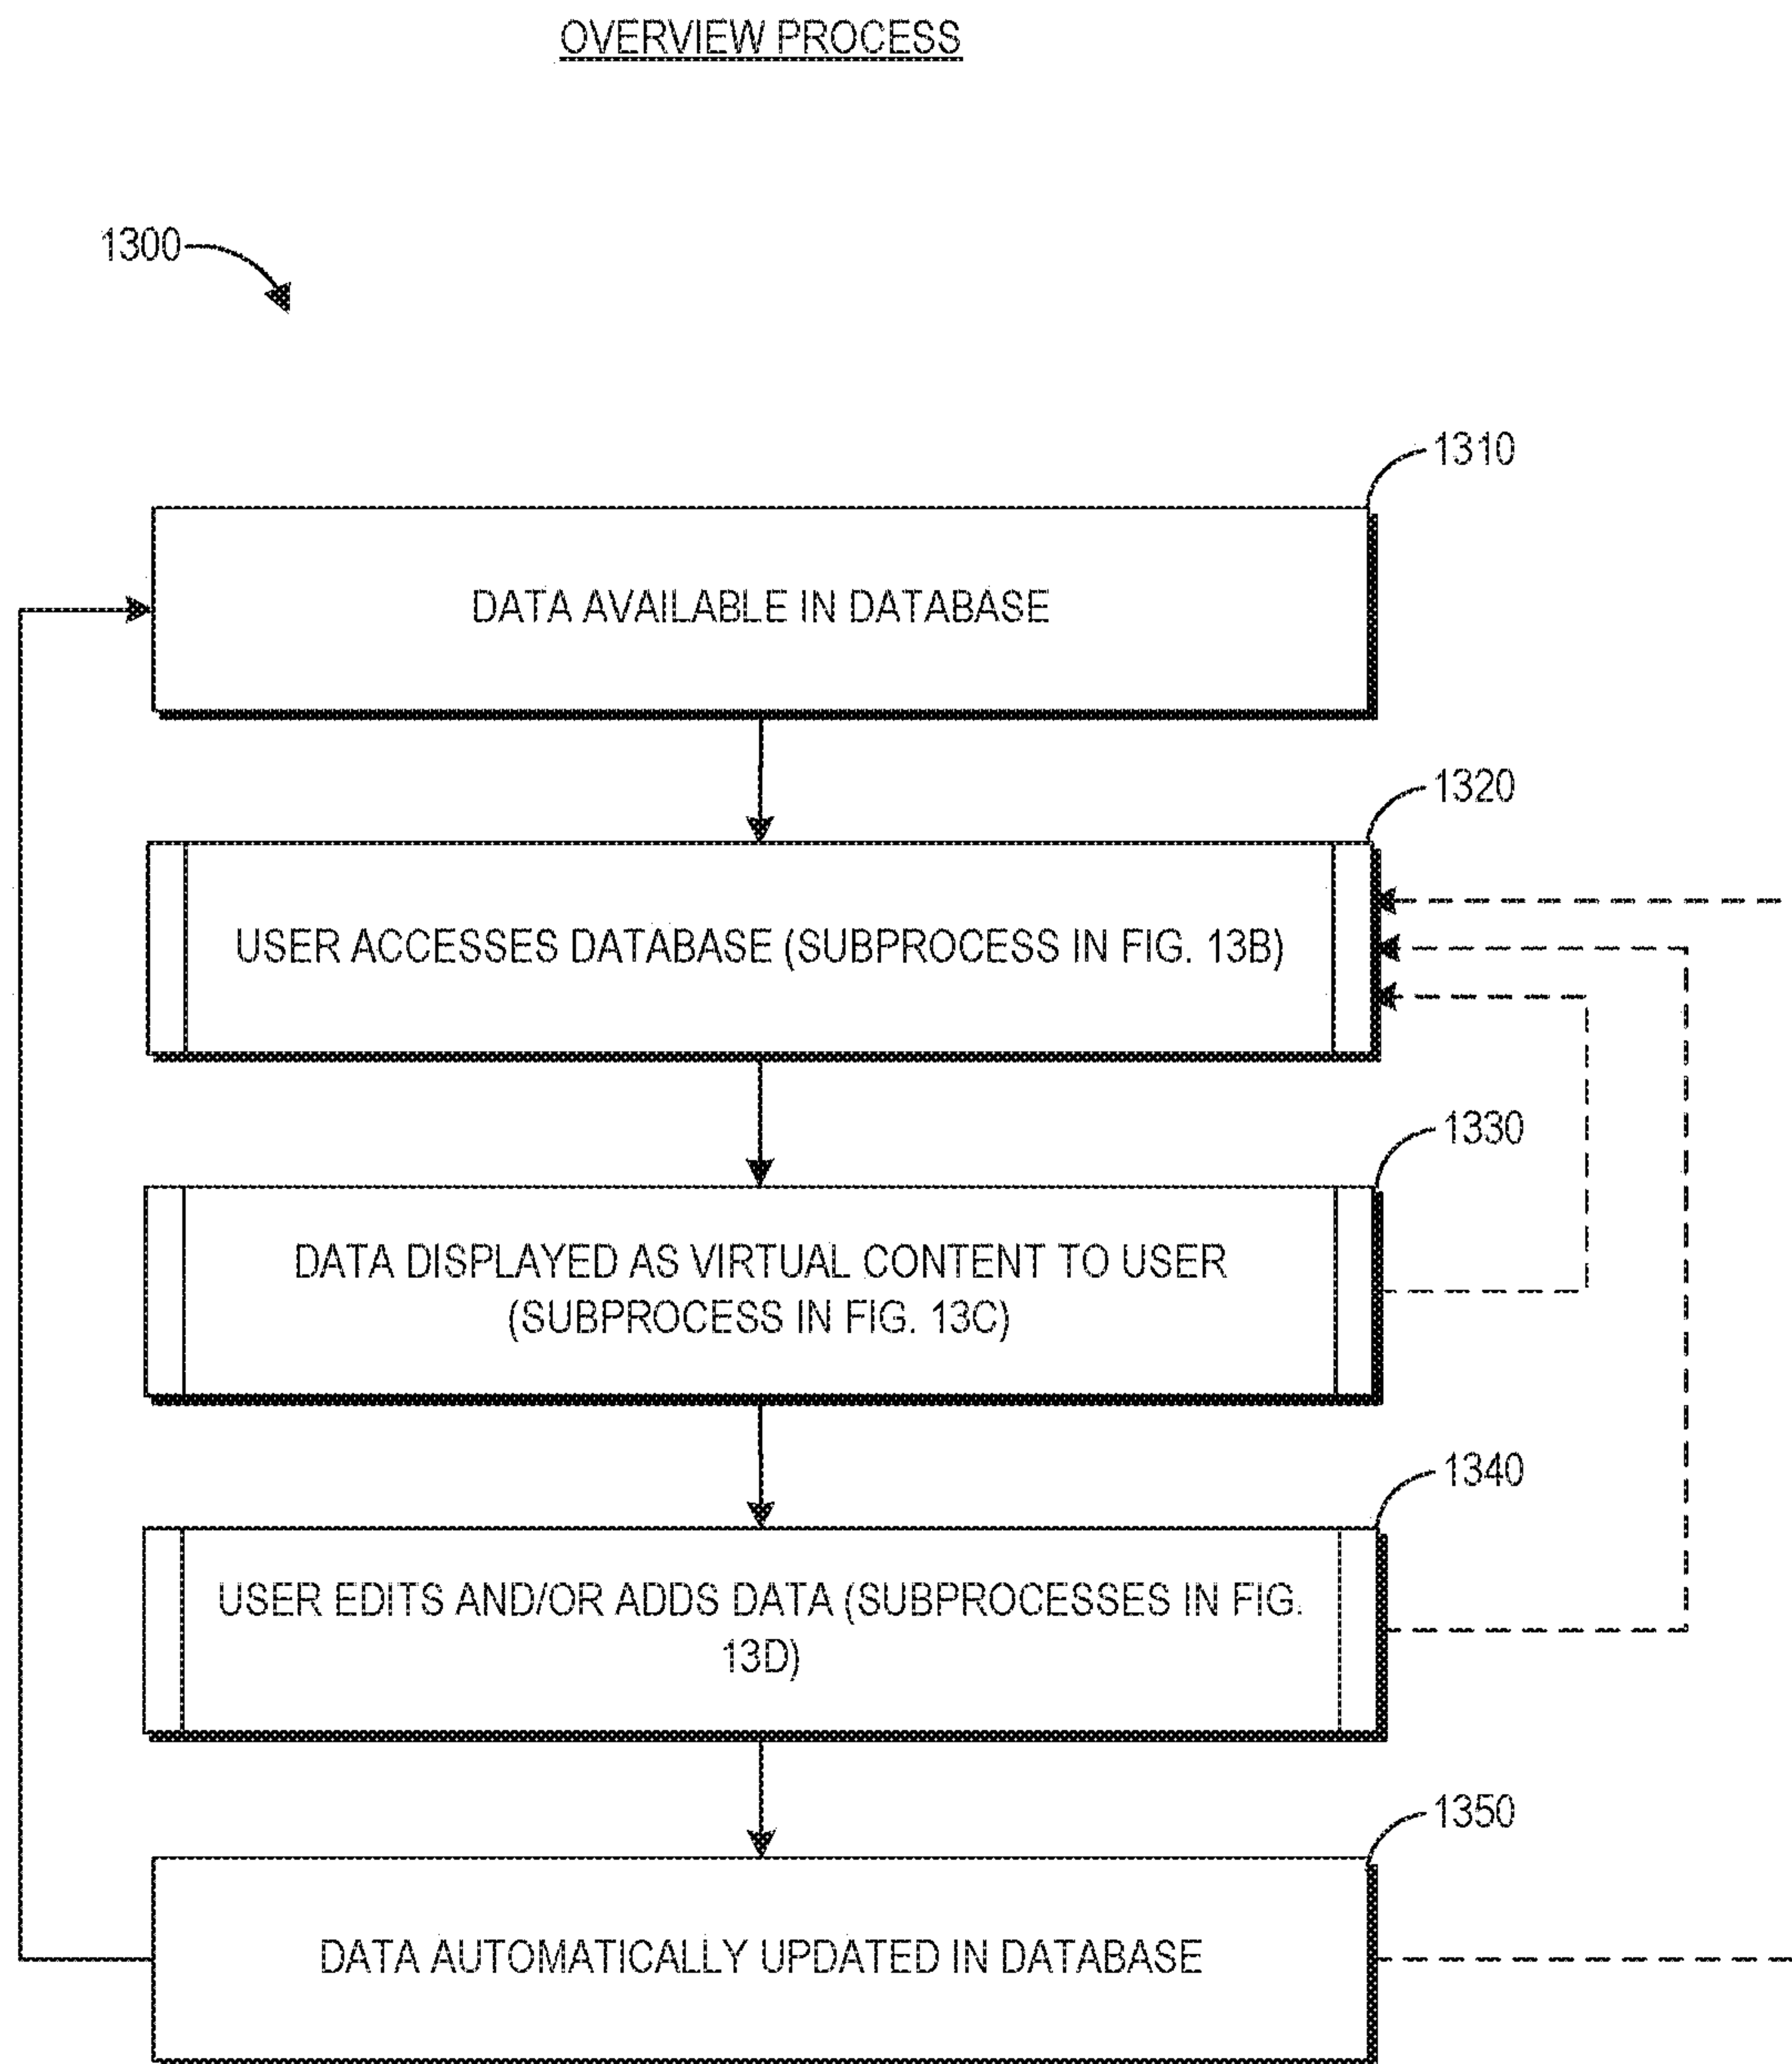 OVERVIEW PROCESS
1300
1310
DATA AVAILABLE IN DATABASE
1320
USER ACCESSES DATABASE (SUBPROCESS IN FIG. 13B)
1330
DATA DISPLAYED AS VIRTUAL CONTENT TO USER
(SUBPROCESS IN FIG. 13C)
1340
USER EDITS AND/OR ADDS DATA (SUBPROCESSES IN FIG.
13D)
1350
DATA AUTOMATICALLY UPDATED IN DATABASE